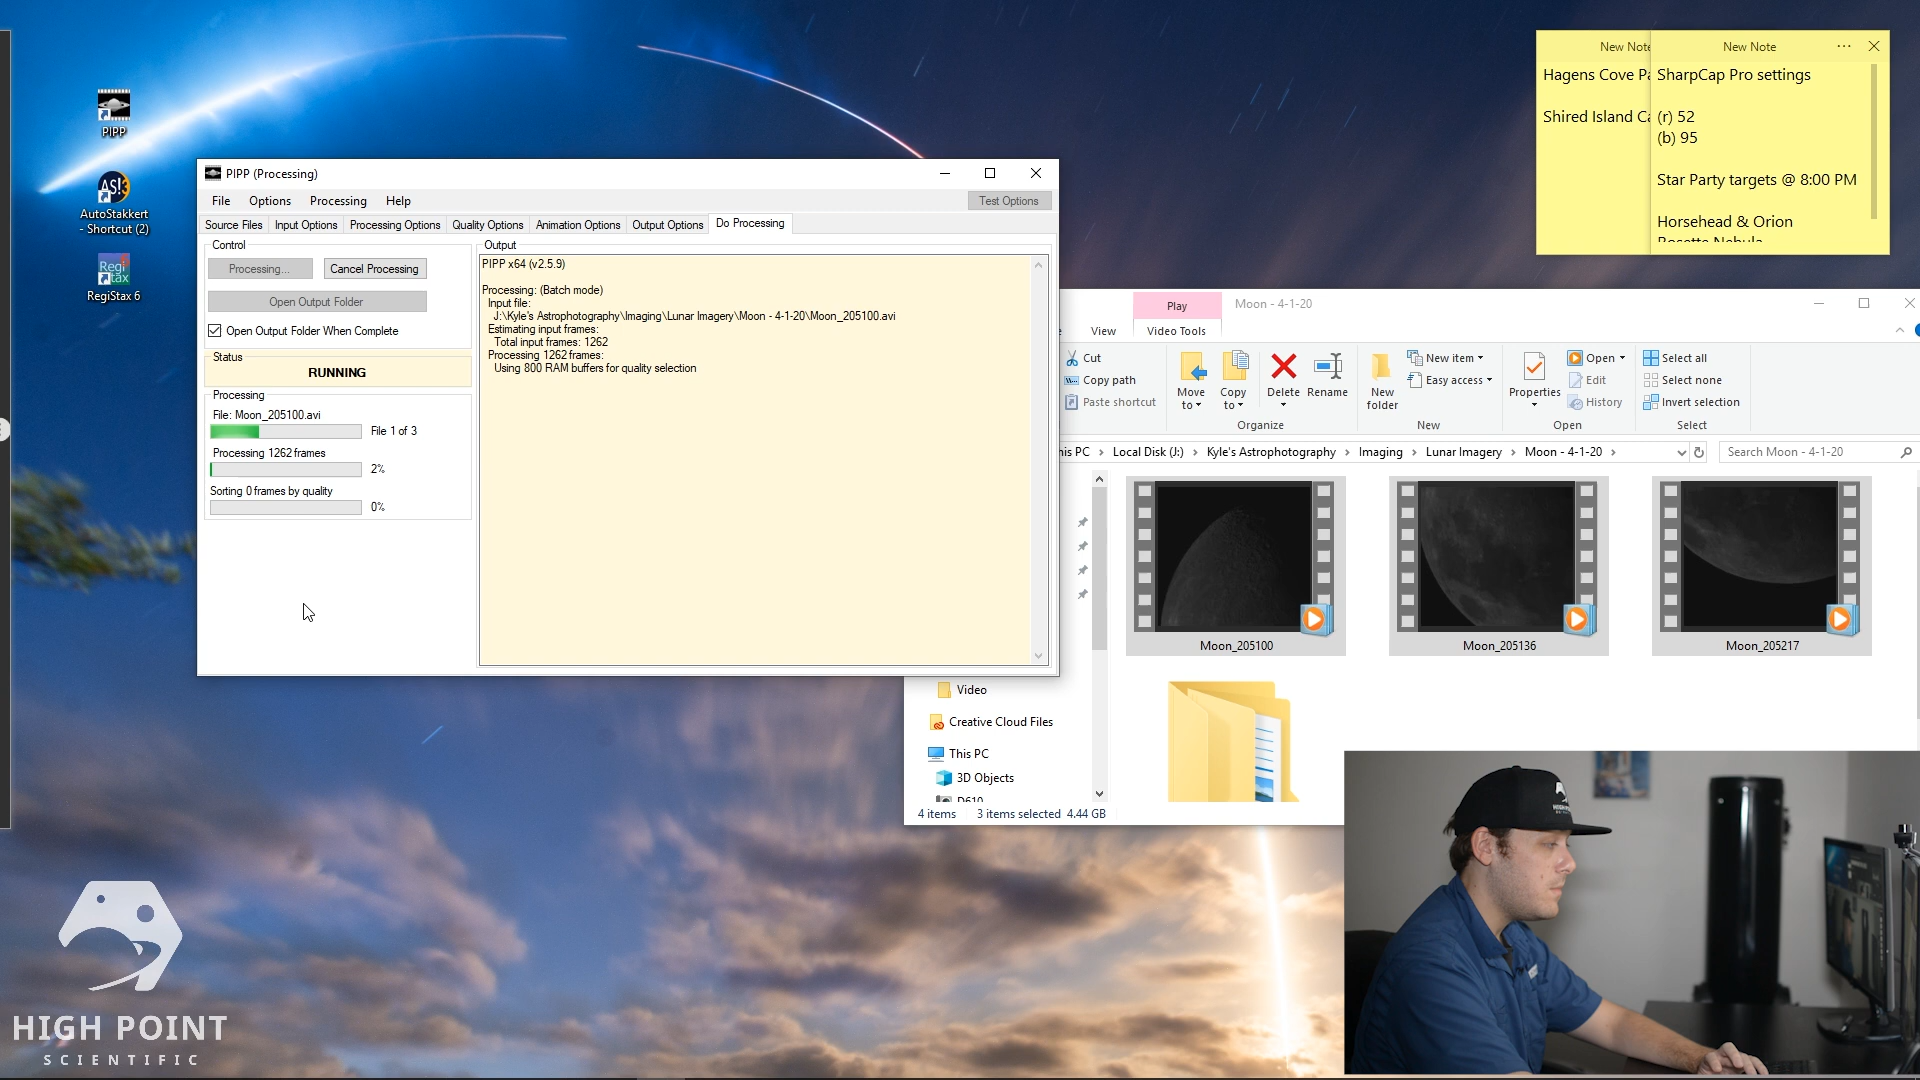 PIPP
AutoStakkert
- Shortcut (2)
RegiStax 6
PIPP (Processing)
File Options Processing Help
Test Options
Source Files Input Options Processing Options Quality Options Animation Options Output Options Do Processing
Control
Processing...
Cancel Processing
Open Output Folder
Open Output Folder When Complete
Status
RUNNING
Processing
File: Moon_205100.avi
File 1 of 3
Processing 1262 frames
2%
Sorting 0 frames by quality
0%
Output
PIPP x64 (v2.5.9)
Processing: (Batch mode)
Input file:
J:\Kyle's Astrophotography\Imaging\Lunar Imagery\Moon - 4-1-20\Moon_205100.avi
Estimating input frames:
Total input frames: 1262
Processing 1262 frames:
Using 800 RAM buffers for quality selection
New Note
Hagens Cove
Shired Island
New Note
SharpCap Pro settings
(r) 52
(b) 95
Star Party targets @ 8:00 PM
Horsehead & Orion
Rosette Nebula
Play
Moon - 4-1-20
View
Video Tools
Cut
Copy path
Paste shortcut
Move to
Copy to
Delete
Rename
Organize
New folder
New item
Easy access
New
Properties
Open
Edit
History
Open
Select all
Select none
Invert selection
Select
his PC > Local Disk (J:) > Kyle's Astrophotography > Imaging > Lunar Imagery > Moon - 4-1-20 >
Search Moon - 4-1-20
Moon_205100
Moon_205136
Moon_205217
Video
Creative Cloud Files
This PC
3D Objects
D610
4 items 3 items selected 4.44 GB
HIGH POINT
SCIENTIFIC